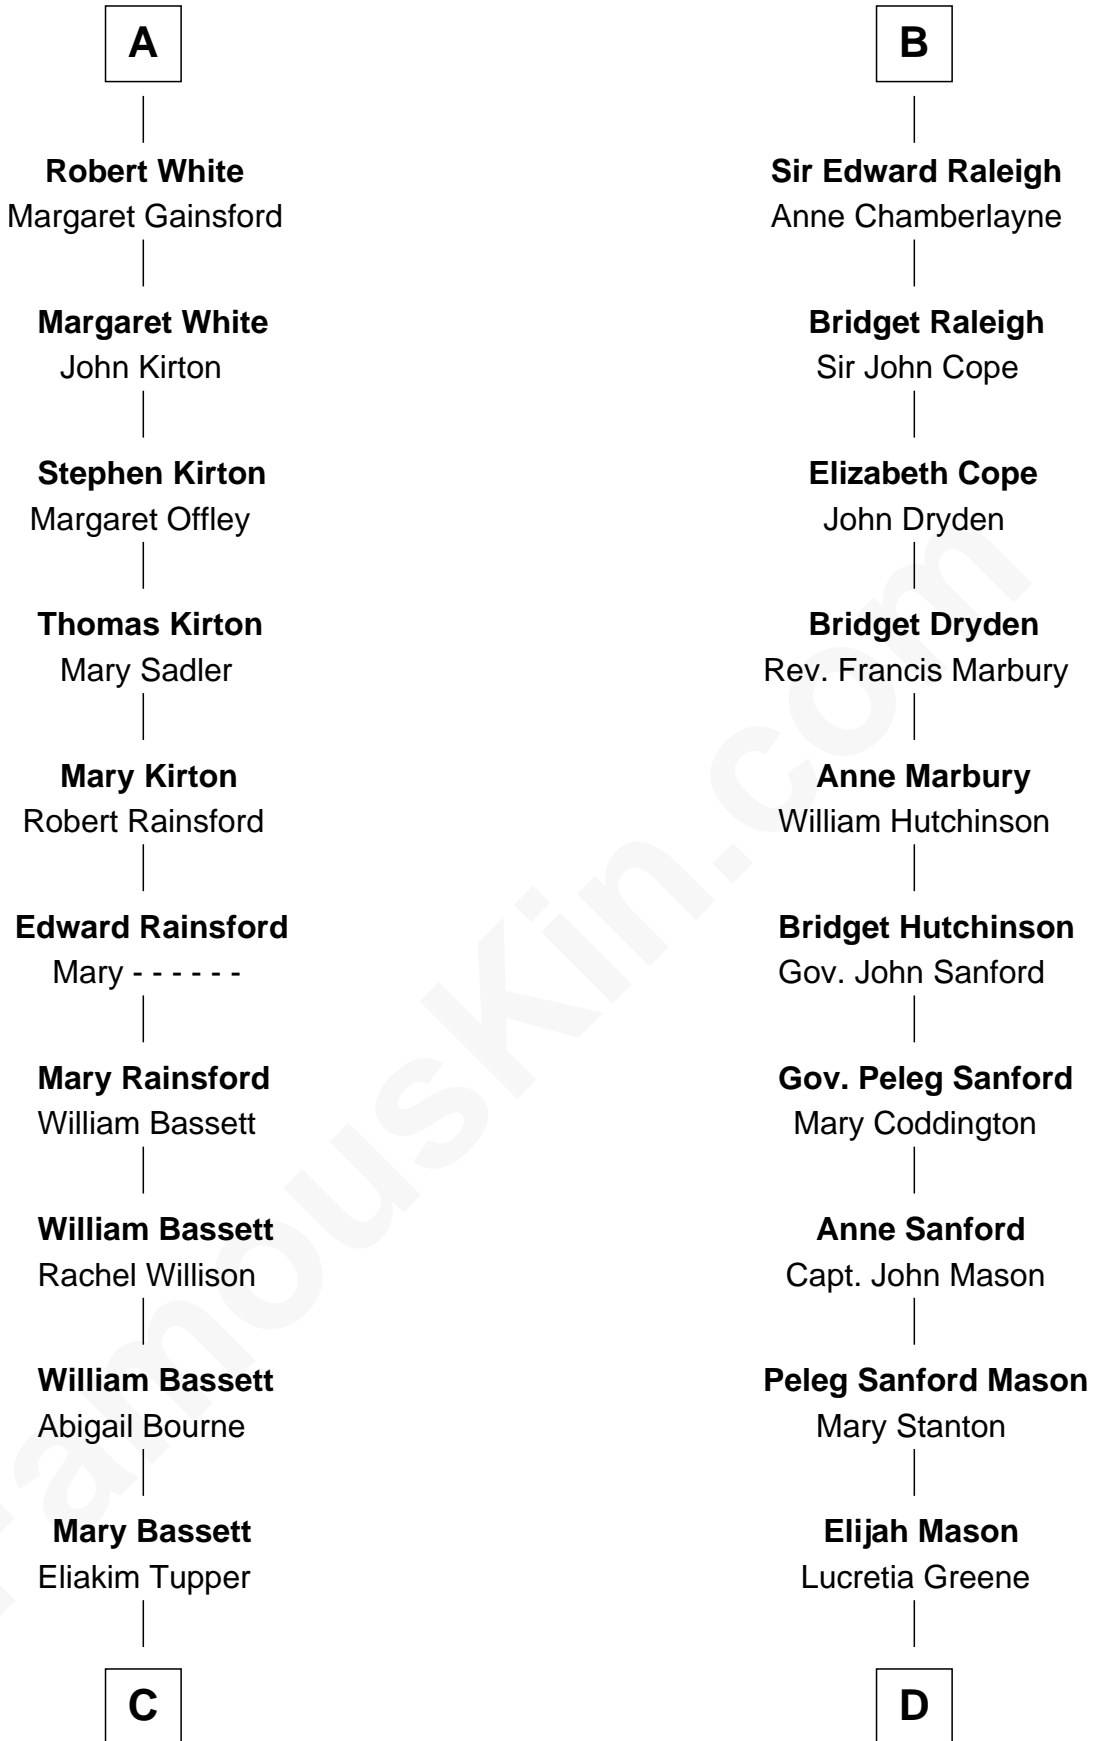 A
Robert White
Margaret Gainsford
Margaret White
John Kirton
Stephen Kirton
Margaret Offley
Thomas Kirton
Mary Sadler
Mary Kirton
Robert Rainsford
Edward Rainsford
Mary - - - - - -
Mary Rainsford
William Bassett
William Bassett
Rachel Willison
William Bassett
Abigail Bourne
Mary Bassett
Eliakim Tupper
C
B
Sir Edward Raleigh
Anne Chamberlayne
Bridget Raleigh
Sir John Cope
Elizabeth Cope
John Dryden
Bridget Dryden
Rev. Francis Marbury
Anne Marbury
William Hutchinson
Bridget Hutchinson
Gov. John Sanford
Gov. Peleg Sanford
Mary Coddington
Anne Sanford
Capt. John Mason
Peleg Sanford Mason
Mary Stanton
Elijah Mason
Lucretia Greene
D
FamousKin.com